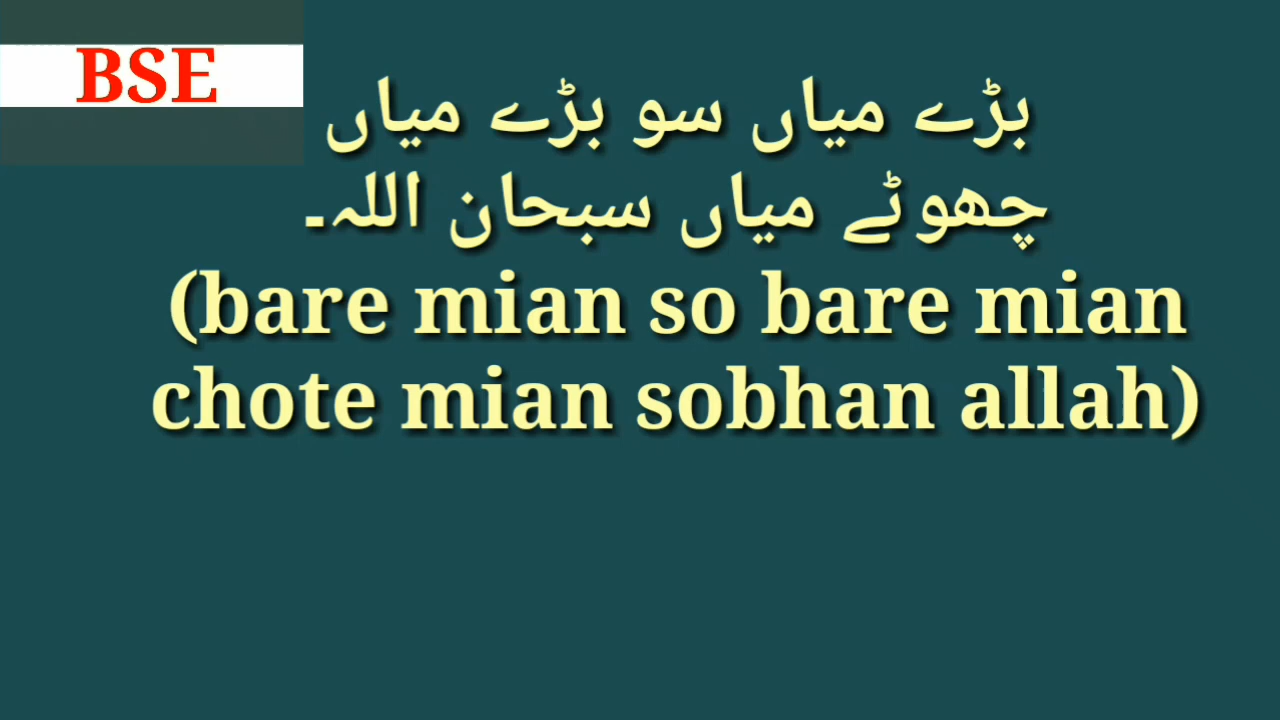 BSE
بڑے میاں سو بڑے میاں
چھوٹے میاں سبحان اللہ۔
(bare mian so bare mian
chote mian sobhan allah)